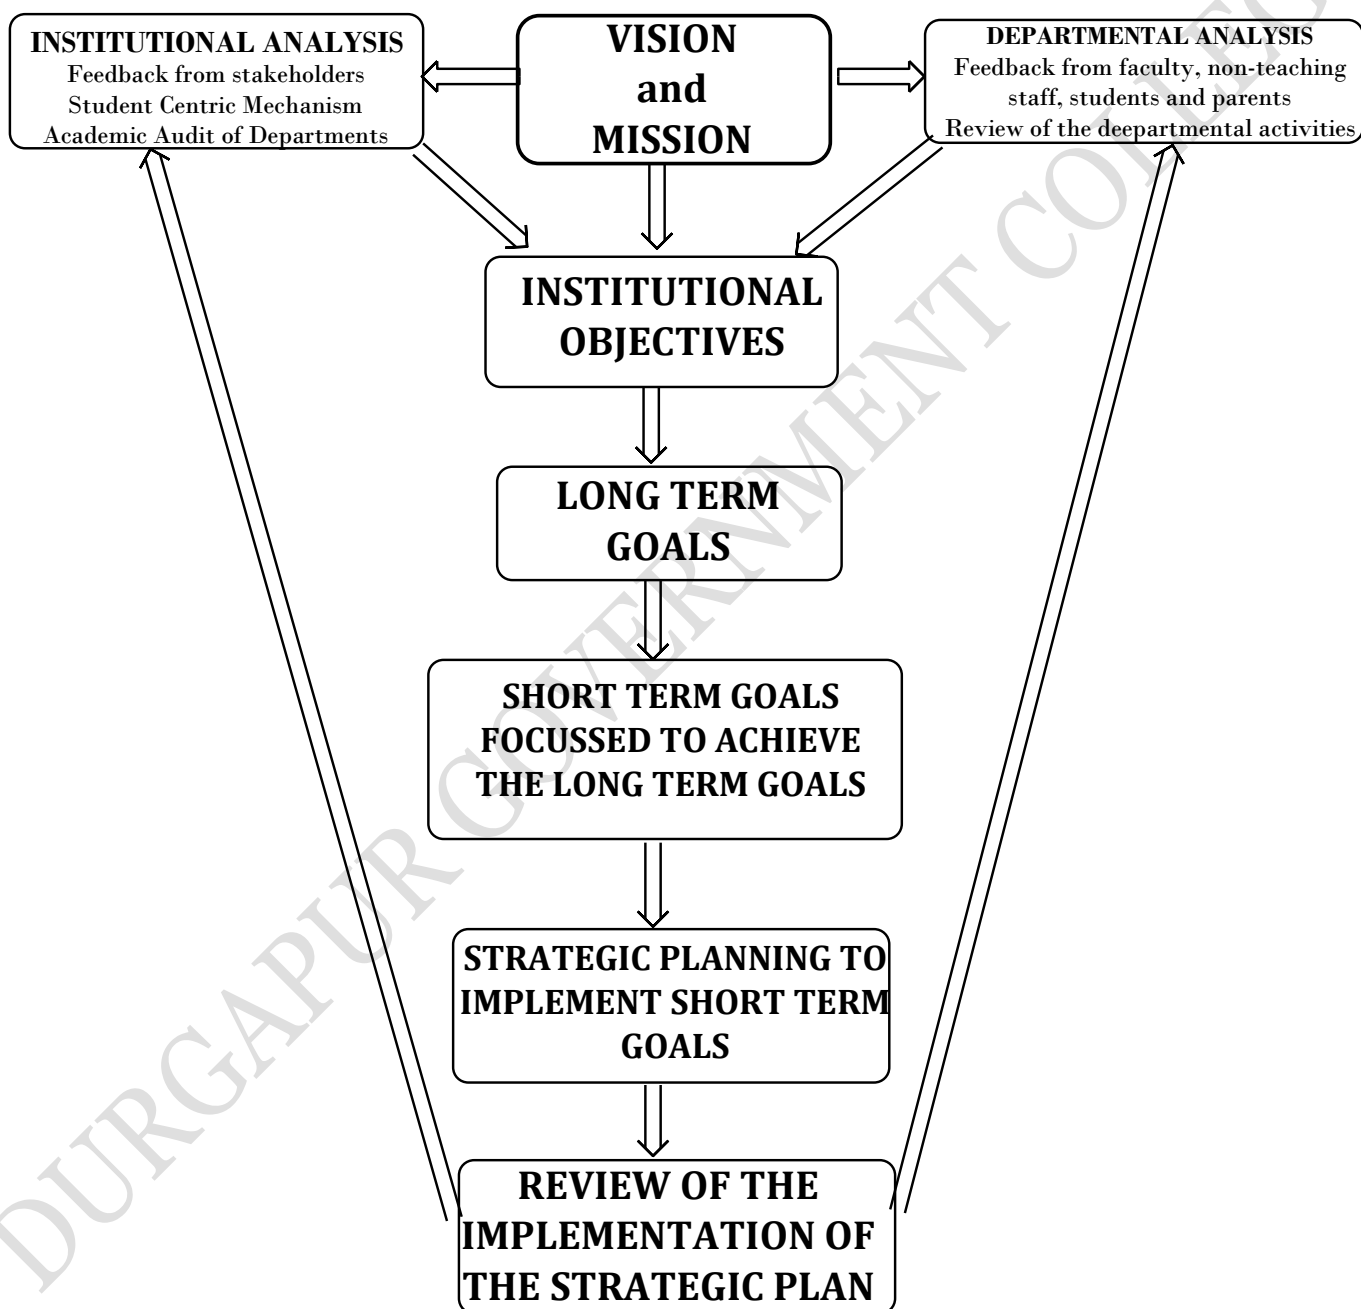 INSTITUTIONAL ANALYSIS
Feedback from stakeholders
Student Centric Mechanism
Academic Audit of Departments
VISION
and
MISSION
DEPARTMENTAL ANALYSIS
Feedback from faculty, non-teaching
staff, students and parents
Review of the deepartmental activities
INSTITUTIONAL
OBJECTIVES
LONG TERM
GOALS
SHORT TERM GOALS
FOCUSSED TO ACHIEVE
THE LONG TERM GOALS
STRATEGIC PLANNING TO
IMPLEMENT SHORT TERM
GOALS
REVIEW OF THE
IMPLEMENTATION OF
THE STRATEGIC PLAN
DURGAPUR GOVERNMENT COLLEG